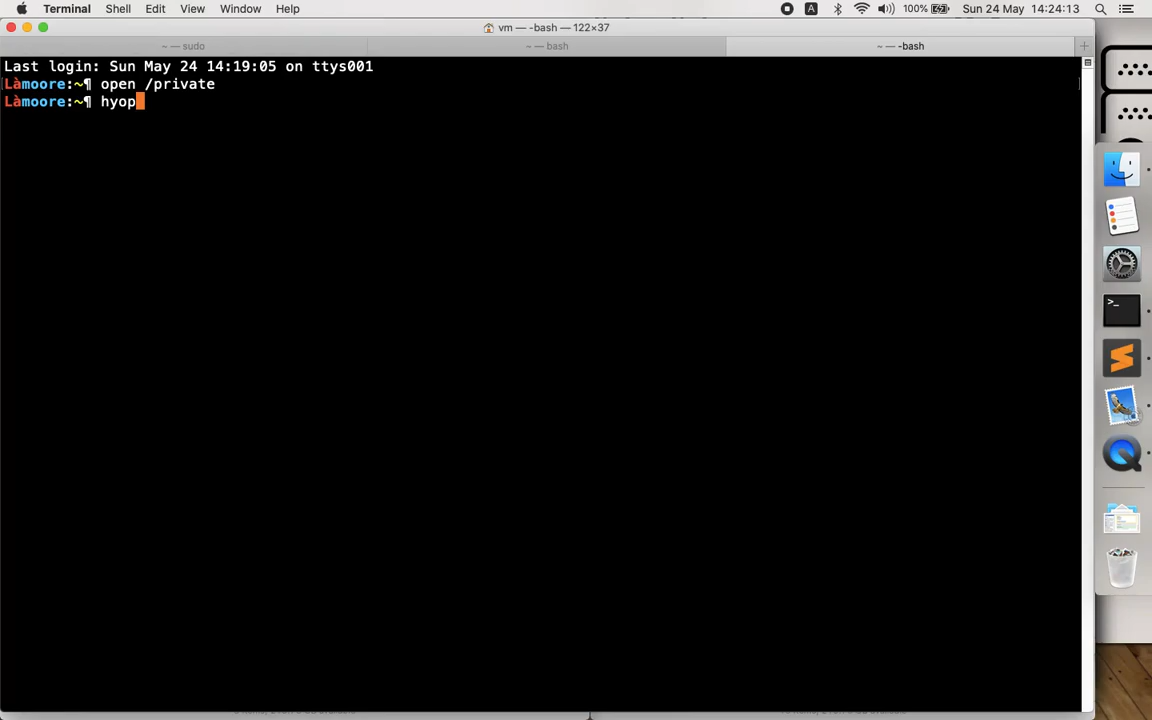 Terminal Shell Edit View Window Help A 100% Sun 24 May 14:24:13
vm — -bash — 122×37
~ — sudo ~ — bash ~ — -bash +
Last login: Sun May 24 14:19:05 on ttys001
Làmoore:~¶ open /private
Làmoore:~¶ hyop
>_